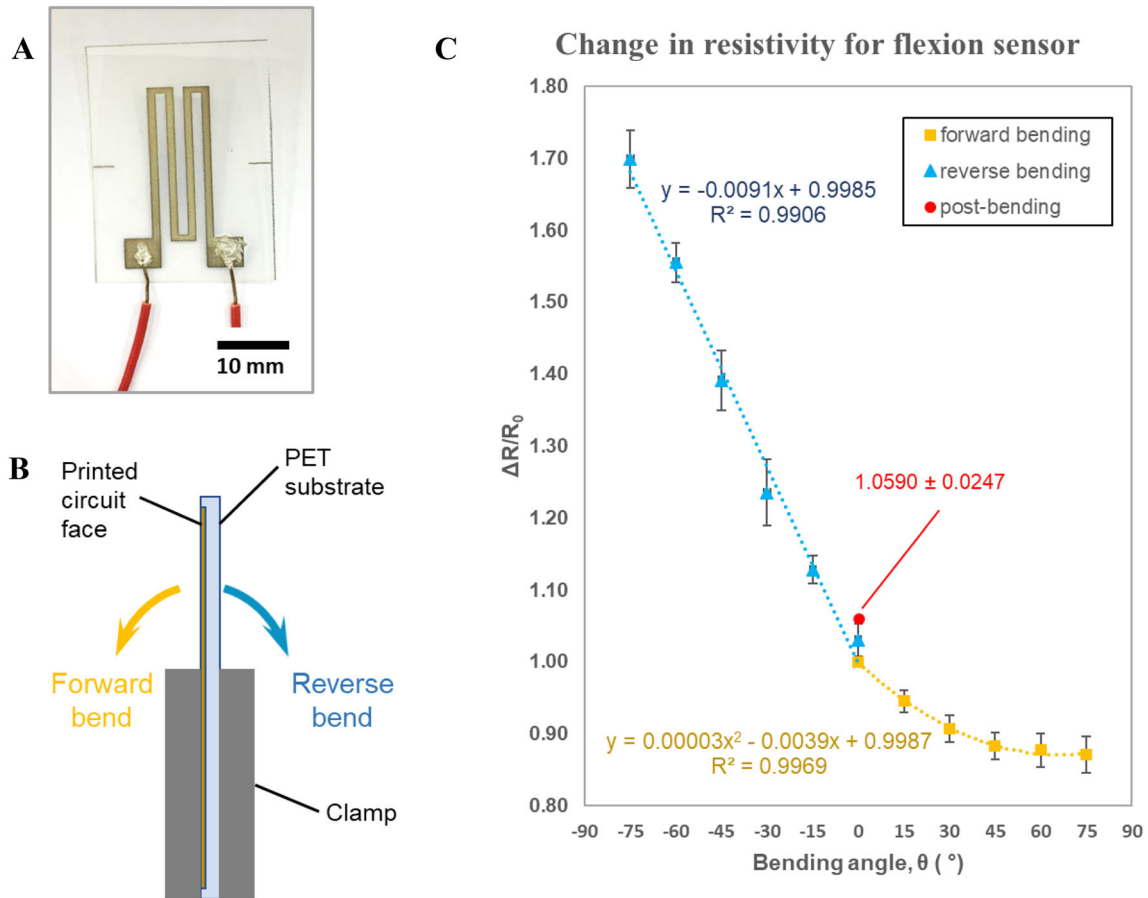 A
10 mm
B
Printed
circuit
face
PET
substrate
Forward
bend
Reverse
bend
Clamp
C
Change in resistivity for flexion sensor
ΔR/R₀
1.80
1.70
1.60
1.50
1.40
1.30
1.20
1.10
1.00
0.90
0.80
forward bending
reverse bending
post-bending
y = -0.0091x + 0.9985
R² = 0.9906
1.0590 ± 0.0247
y = 0.00003x² - 0.0039x + 0.9987
R² = 0.9969
-90 -75 -60 -45 -30 -15 0 15 30 45 60 75 90
Bending angle, θ ( °)